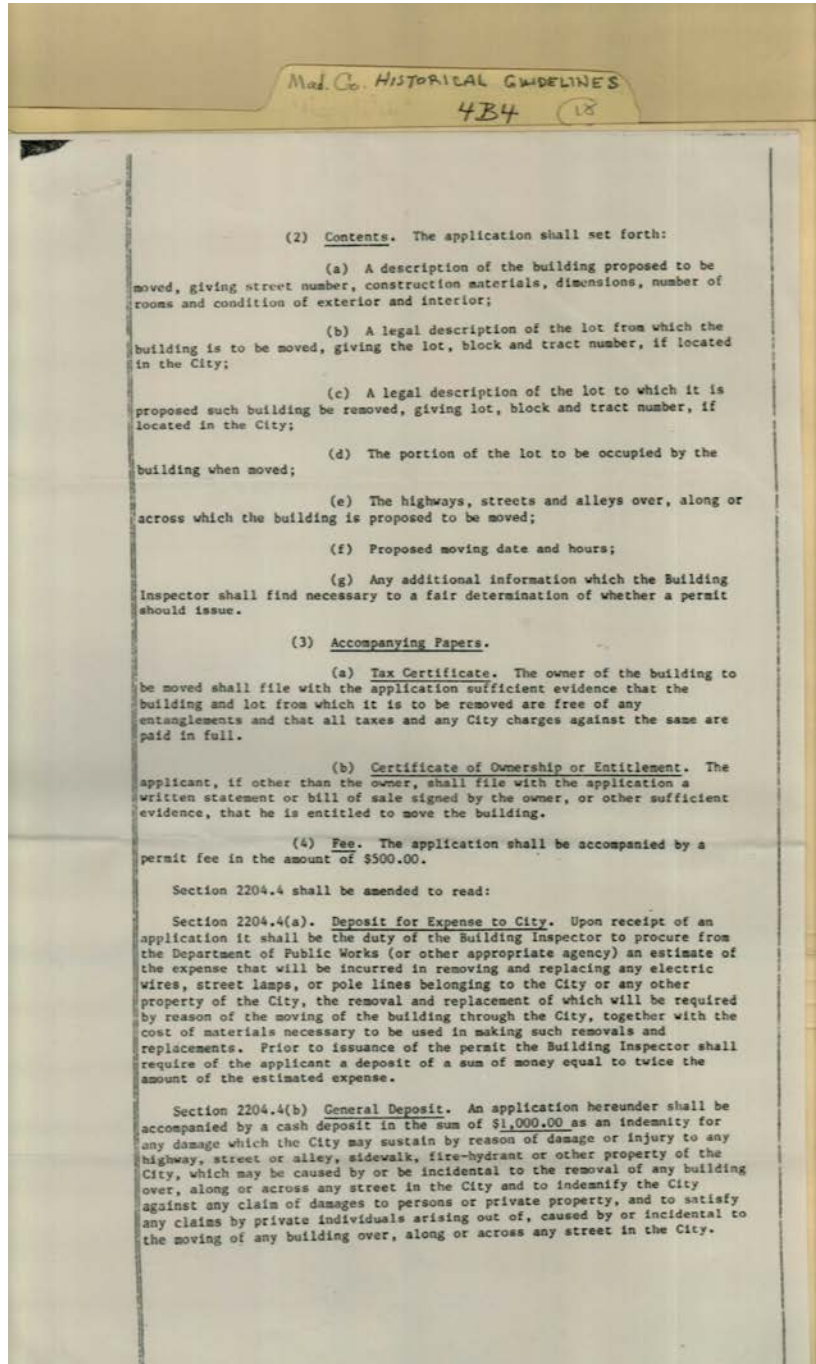 Mad. Co. HISTORICAL GUIDELINES
4B4 18
(2) Contents. The application shall set forth:
(a) A description of the building proposed to be
moved, giving street number, construction materials, dimensions, number of
rooms and condition of exterior and interior;
(b) A legal description of the lot from which the
building is to be moved, giving the lot, block and tract number, if located
in the City;
(c) A legal description of the lot to which it is
proposed such building be removed, giving lot, block and tract number, if
located in the City;
(d) The portion of the lot to be occupied by the
building when moved;
(e) The highways, streets and alleys over, along or
across which the building is proposed to be moved;
(f) Proposed moving date and hours;
(g) Any additional information which the Building
Inspector shall find necessary to a fair determination of whether a permit
should issue.
(3) Accompanying Papers.
(a) Tax Certificate. The owner of the building to
be moved shall file with the application sufficient evidence that the
building and lot from which it is to be removed are free of any
entanglements and that all taxes and any City charges against the same are
paid in full.
(b) Certificate of Ownership or Entitlement. The
applicant, if other than the owner, shall file with the application a
written statement or bill of sale signed by the owner, or other sufficient
evidence, that he is entitled to move the building.
(4) Fee. The application shall be accompanied by a
permit fee in the amount of $500.00.
Section 2204.4 shall be amended to read:
Section 2204.4(a). Deposit for Expense to City. Upon receipt of an
application it shall be the duty of the Building Inspector to procure from
the Department of Public Works (or other appropriate agency) an estimate of
the expense that will be incurred in removing and replacing any electric
wires, street lamps, or pole lines belonging to the City or any other
property of the City, the removal and replacement of which will be required
by reason of the moving of the building through the City, together with the
cost of materials necessary to be used in making such removals and
replacements. Prior to issuance of the permit the Building Inspector shall
require of the applicant a deposit of a sum of money equal to twice the
amount of the estimated expense.
Section 2204.4(b) General Deposit. An application hereunder shall be
accompanied by a cash deposit in the sum of $1,000.00 as an indemnity for
any damage which the City may sustain by reason of damage or injury to any
highway, street or alley, sidewalk, fire-hydrant or other property of the
City, which may be caused by or be incidental to the removal of any building
over, along or across any street in the City and to indemnify the City
against any claim of damages to persons or private property, and to satisfy
any claims by private individuals arising out of, caused by or incidental to
the moving of any building over, along or across any street in the City.